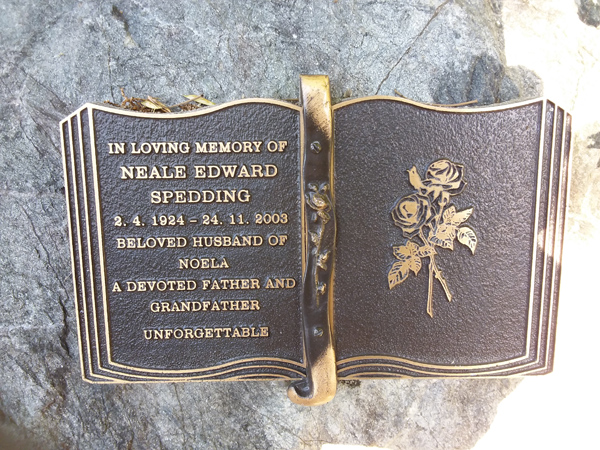 IN LOVING MEMORY OF
NEALE EDWARD
SPEDDING
2. 4. 1924 – 24. 11. 2003
BELOVED HUSBAND OF
NOELA
A DEVOTED FATHER AND
GRANDFATHER
UNFORGETTABLE